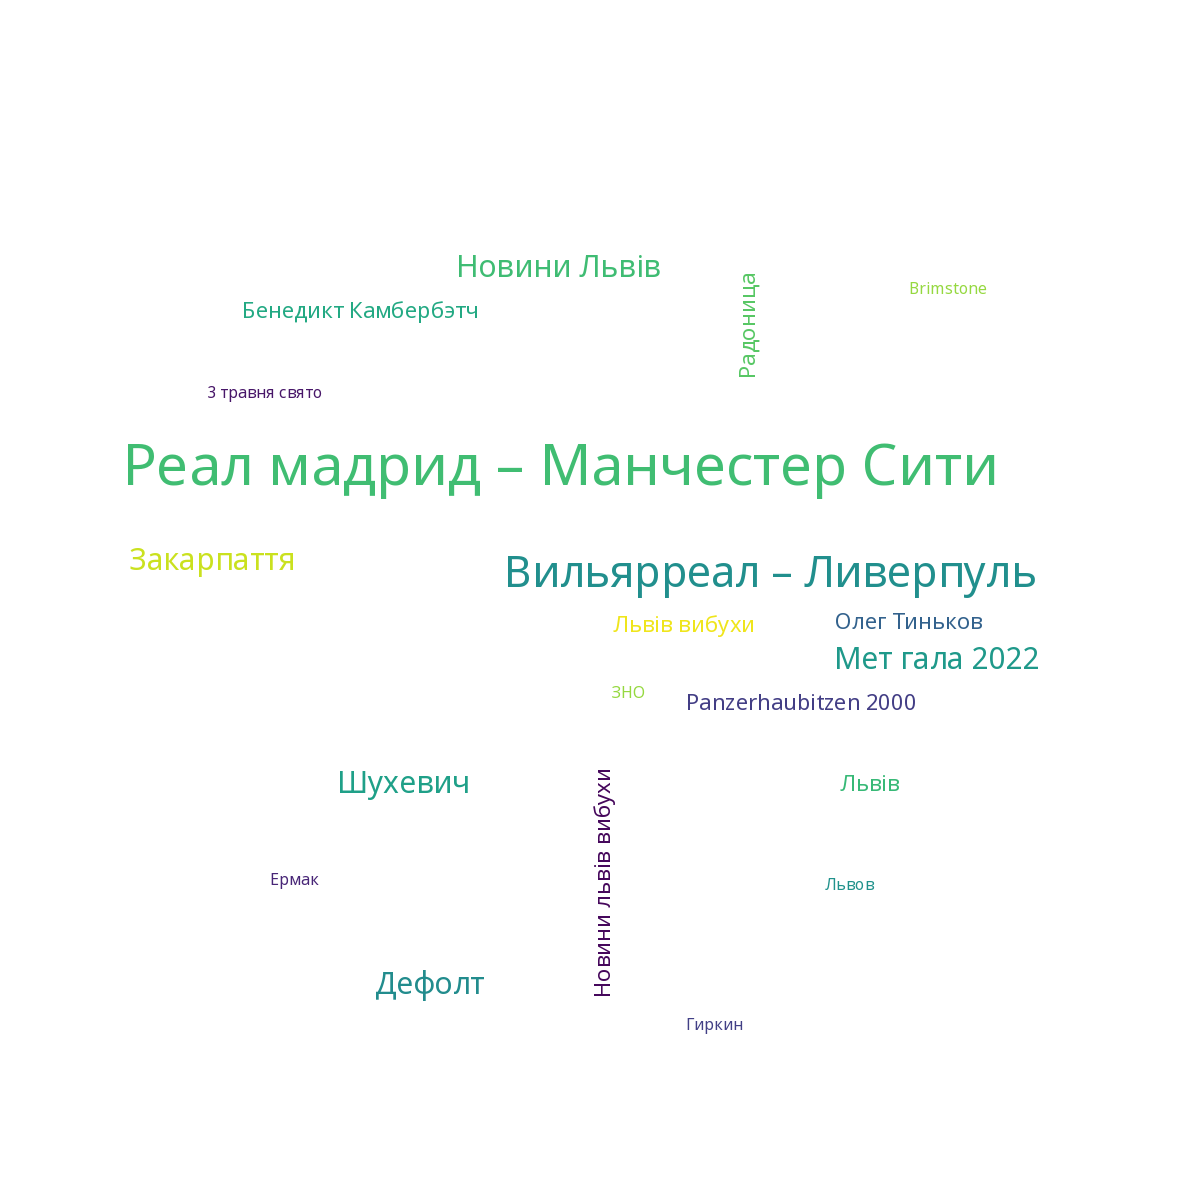 Новини Львів
Бенедикт Камбербэтч
Радоница
Brimstone
3 травня свято
Реал мадрид – Манчестер Сити
Закарпаття
Вильярреал – Ливерпуль
Львів вибухи
Олег Тиньков
Мет гала 2022
ЗНО
Panzerhaubitzen 2000
Шухевич
Новини львів вибухи
Львів
Ермак
Львов
Дефолт
Гиркин